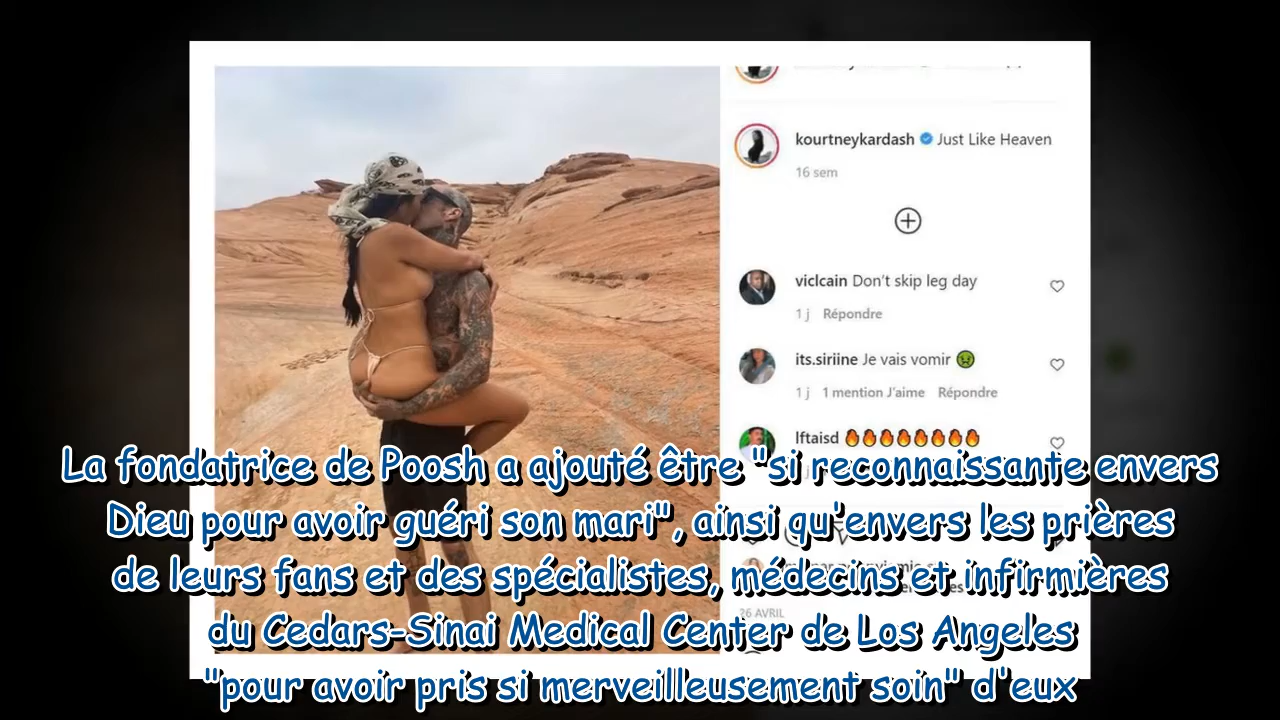 kourtneykardash Just Like Heaven
16 sem
viclcain Don't skip leg day
1 j Répondre
its.siriine Je vais vomir
1 j 1 mention J'aime Répondre
lftaisd
La fondatrice de Poosh a ajouté être "si reconnaissante envers
Dieu pour avoir guéri son mari", ainsi qu'envers les prières
de leurs fans et des spécialistes, médecins et infirmières
26 AVRIL
du Cedars-Sinai Medical Center de Los Angeles
"pour avoir pris si merveilleusement soin" d'eux